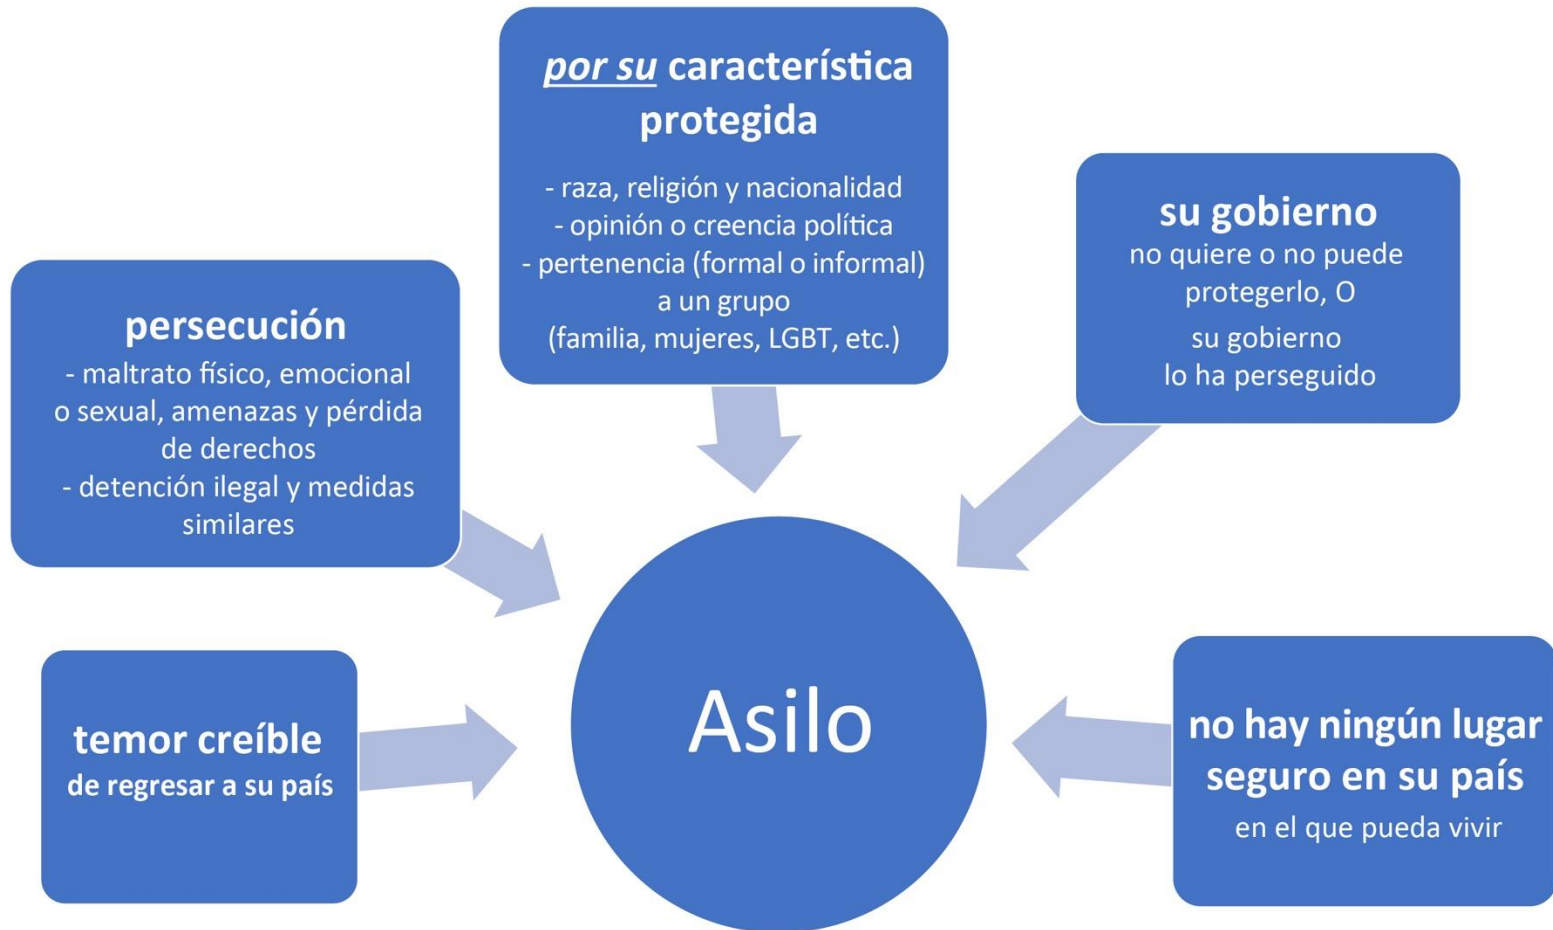 temor creíble
de regresar a su país
persecución
- maltrato físico, emocional
o sexual, amenazas y pérdida
de derechos
- detención ilegal y medidas
similares
por su característica
protegida
- raza, religión y nacionalidad
- opinión o creencia política
- pertenencia (formal o informal)
a un grupo
(familia, mujeres, LGBT, etc.)
su gobierno
no quiere o no puede
protegerlo, O
su gobierno
lo ha perseguido
no hay ningún lugar
seguro en su país
en el que pueda vivir
Asilo